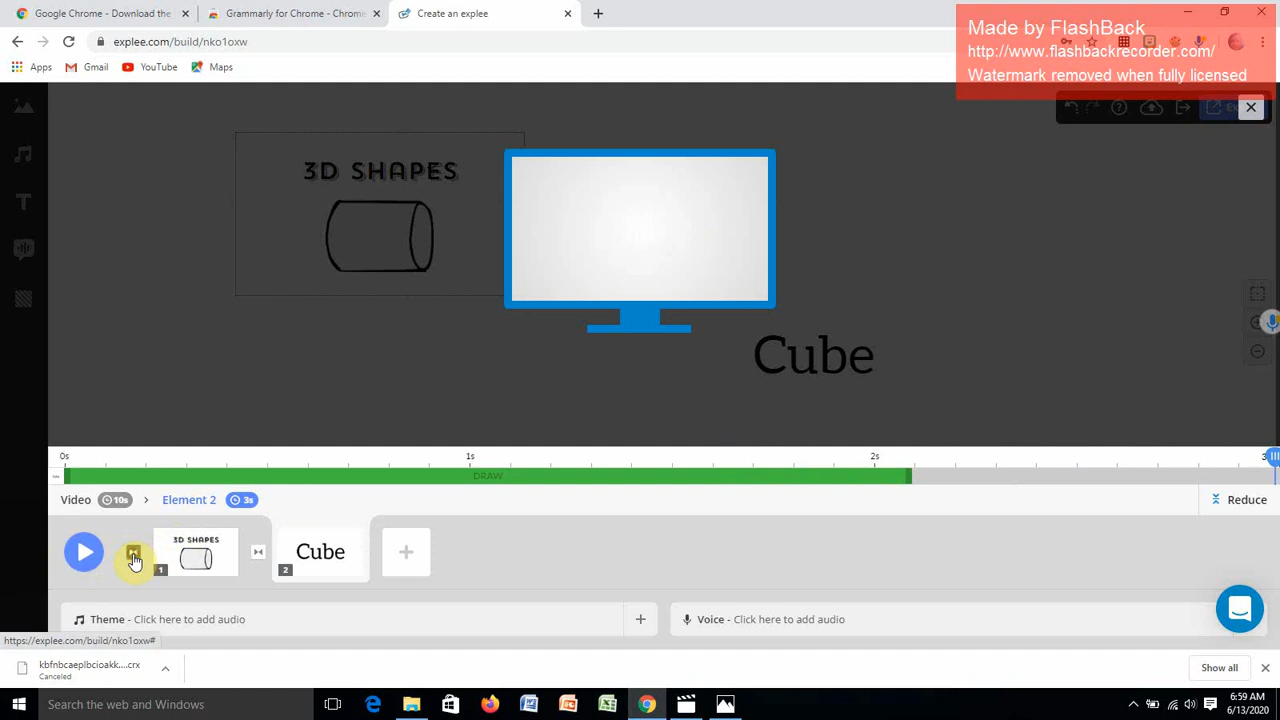 Google Chrome - Download the
Grammarly for Chrome - Chrome
Create an explee
Made by FlashBack
http://www.flashbackrecorder.com/
Watermark removed when fully licensed
explee.com/build/nko1oxw
Apps
Gmail
YouTube
Maps
3D SHAPES
Cube
0s
1s
2s
DRAW
Video
10s
Element 2
3s
Reduce
3D SHAPES
1
Cube
2
Theme - Click here to add audio
Voice - Click here to add audio
https://explee.com/build/nko1oxw#
kbfnbcaeplbcioakk....crx
Canceled
Show all
Search the web and Windows
6:59 AM
6/13/2020